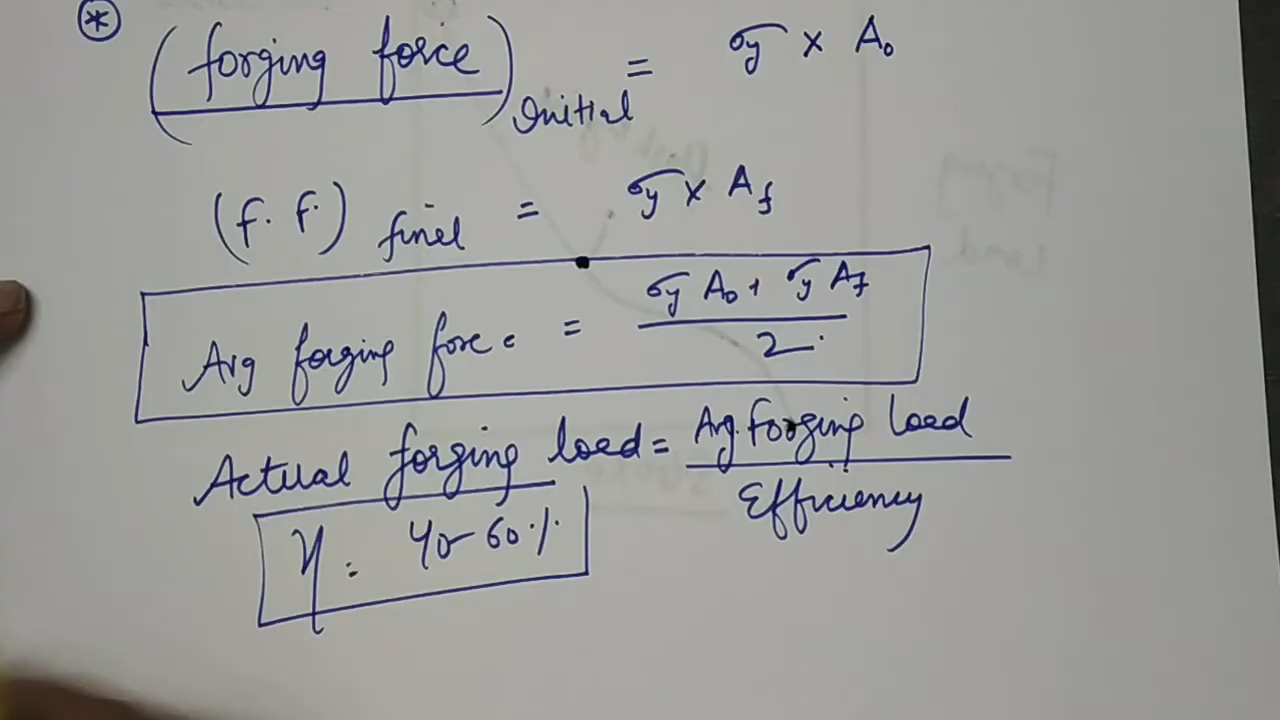 (*) (forging force)Initial = σy × A₀
(f. f.) final = σy × Af
Avg forging force = (σy A₀ + σy Af) / 2
Actual forging load = Avg. forging load / Efficiency
η = 40-60%